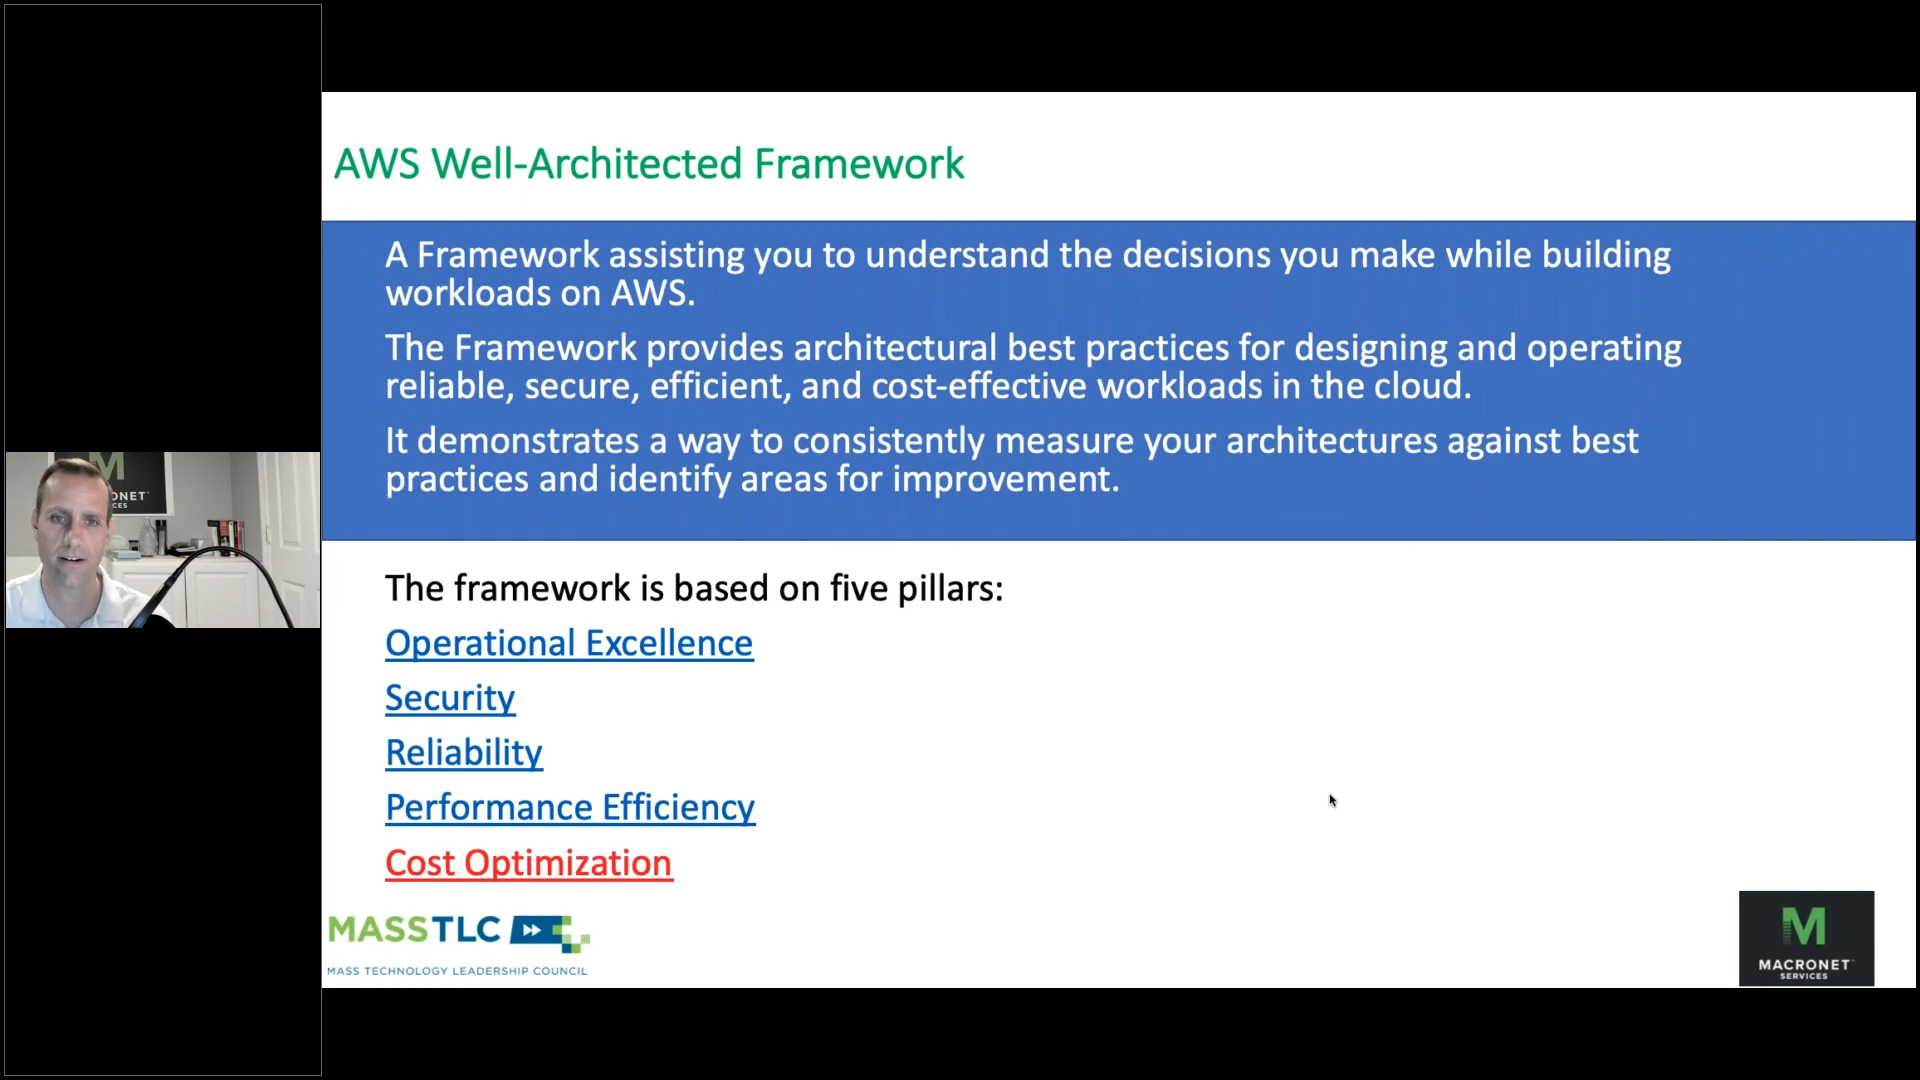 AWS Well-Architected Framework
A Framework assisting you to understand the decisions you make while building
workloads on AWS.
The Framework provides architectural best practices for designing and operating
reliable, secure, efficient, and cost-effective workloads in the cloud.
It demonstrates a way to consistently measure your architectures against best
practices and identify areas for improvement.
M
ONET
CES
The framework is based on five pillars:
Operational Excellence
Security
Reliability
Performance Efficiency
Cost Optimization
MASSTLC
MASS TECHNOLOGY LEADERSHIP COUNCIL
M
MACRONET
SERVICES